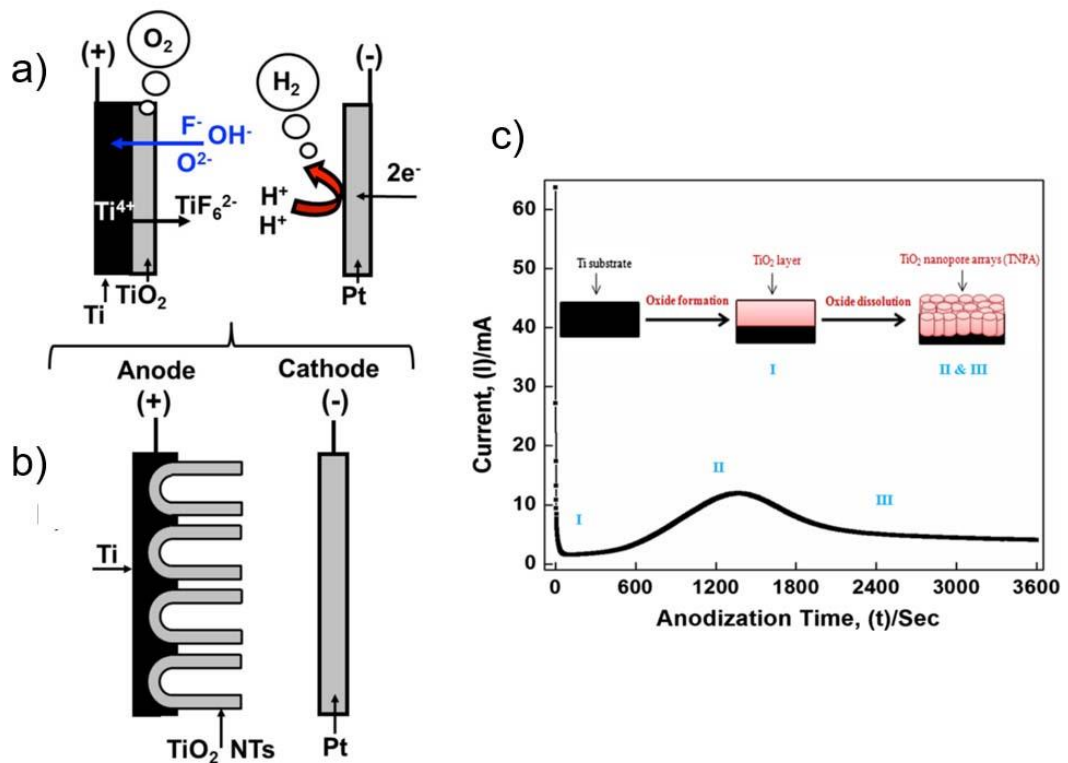 a)
(+)
O₂
(-)
H₂
F⁻
OH⁻
O²⁻
Ti⁴⁺
TiF₆²⁻
H⁺
H⁺
2e⁻
Ti
TiO₂
Pt
Anode
Cathode
(+)
(-)
b)
Ti
TiO₂ NTs
Pt
c)
Current, (I)/mA
60
50
40
30
20
10
0
Ti substrate
TiO₂ layer
TiO₂ nanopore arrays (TNPA)
Oxide formation
Oxide dissolution
I
II & III
I
II
III
0
600
1200
1800
2400
3000
3600
Anodization Time, (t)/Sec